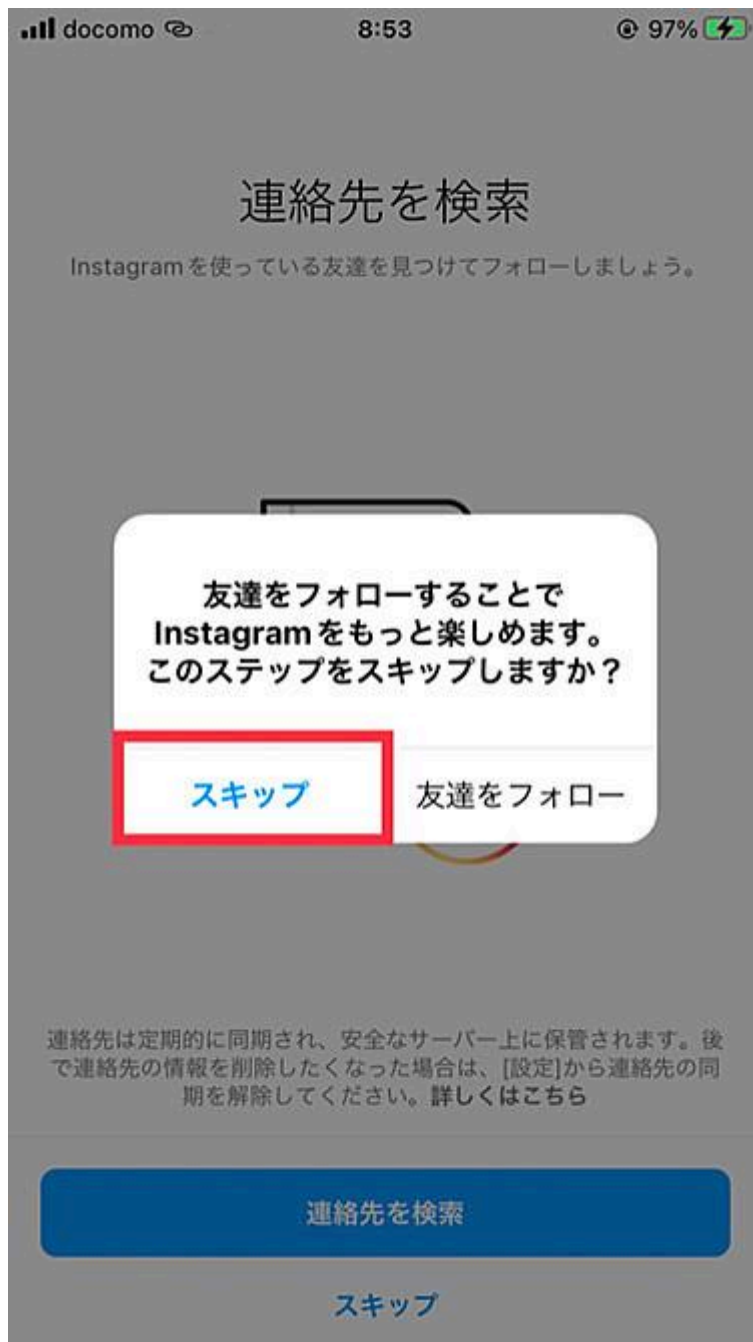 docomo 8:53 97%
連絡先を検索
Instagramを使っている友達を見つけてフォローしましょう。
友達をフォローすることで
Instagramをもっと楽しめます。
このステップをスキップしますか？
スキップ 友達をフォロー
連絡先は定期的に同期され、安全なサーバー上に保管されます。後
で連絡先の情報を削除したくなった場合は、[設定]から連絡先の同
期を解除してください。詳しくはこちら
連絡先を検索
スキップ